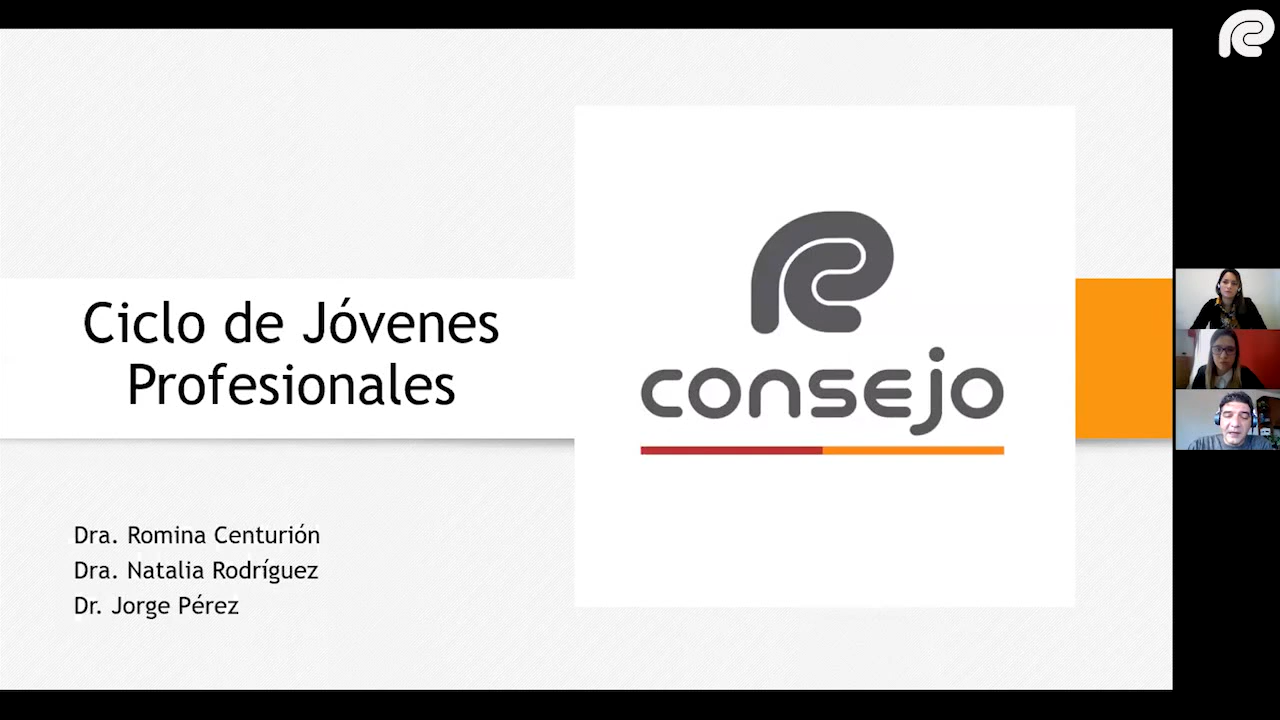 Ciclo de Jóvenes
Profesionales
consejo
Dra. Romina Centurión
Dra. Natalia Rodríguez
Dr. Jorge Pérez